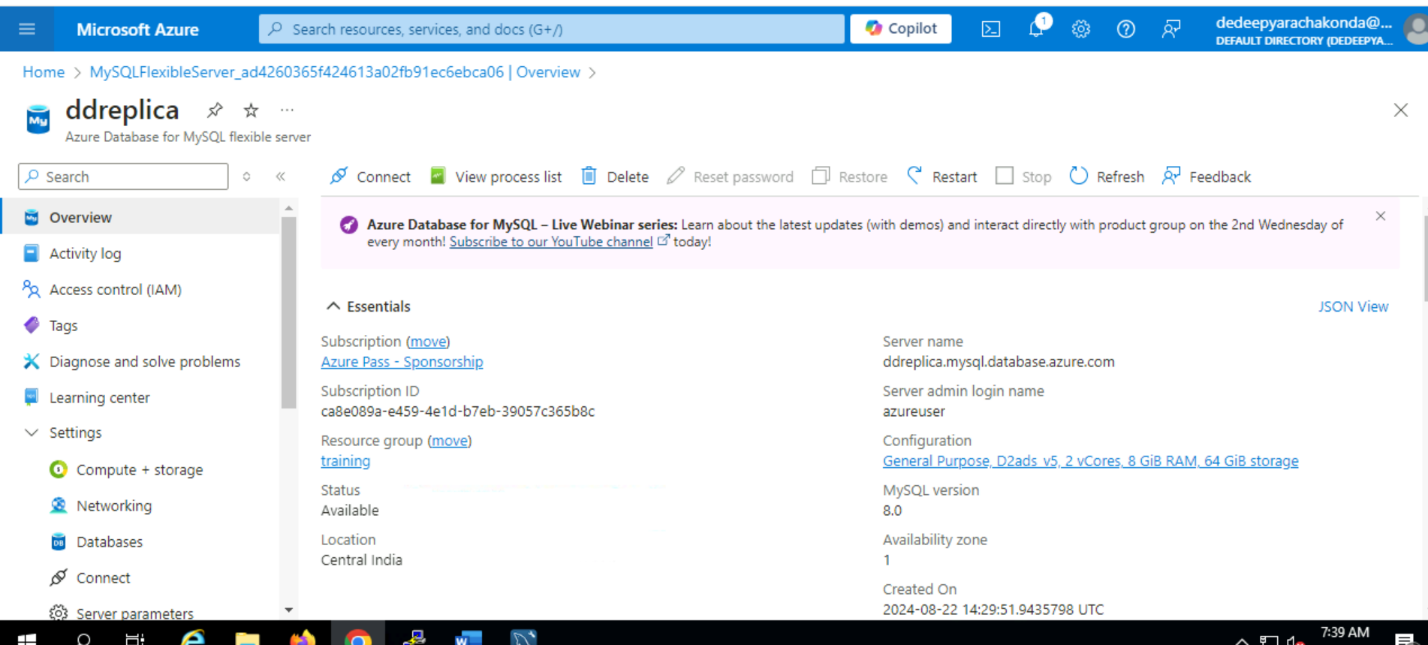 Microsoft Azure
Search resources, services, and docs (G+/)
Copilot
1
dedeepyarachakonda@...
DEFAULT DIRECTORY (DEDEEPYA...
Home > MySQLFlexibleServer_ad4260365f424613a02fb91ec6ebca06 | Overview >
My
ddreplica
...
Azure Database for MySQL flexible server
Search
Connect
View process list
Delete
Reset password
Restore
Restart
Stop
Refresh
Feedback
Overview
Activity log
Access control (IAM)
Tags
Diagnose and solve problems
Learning center
Settings
Compute + storage
Networking
Databases
Connect
Server parameters
Azure Database for MySQL – Live Webinar series: Learn about the latest updates (with demos) and interact directly with product group on the 2nd Wednesday of
every month! Subscribe to our YouTube channel today!
Essentials
JSON View
Subscription (move)
Azure Pass - Sponsorship
Subscription ID
ca8e089a-e459-4e1d-b7eb-39057c365b8c
Resource group (move)
training
Status
Available
Location
Central India
Server name
ddreplica.mysql.database.azure.com
Server admin login name
azureuser
Configuration
General Purpose, D2ads_v5, 2 vCores, 8 GiB RAM, 64 GiB storage
MySQL version
8.0
Availability zone
1
Created On
2024-08-22 14:29:51.9435798 UTC
7:39 AM